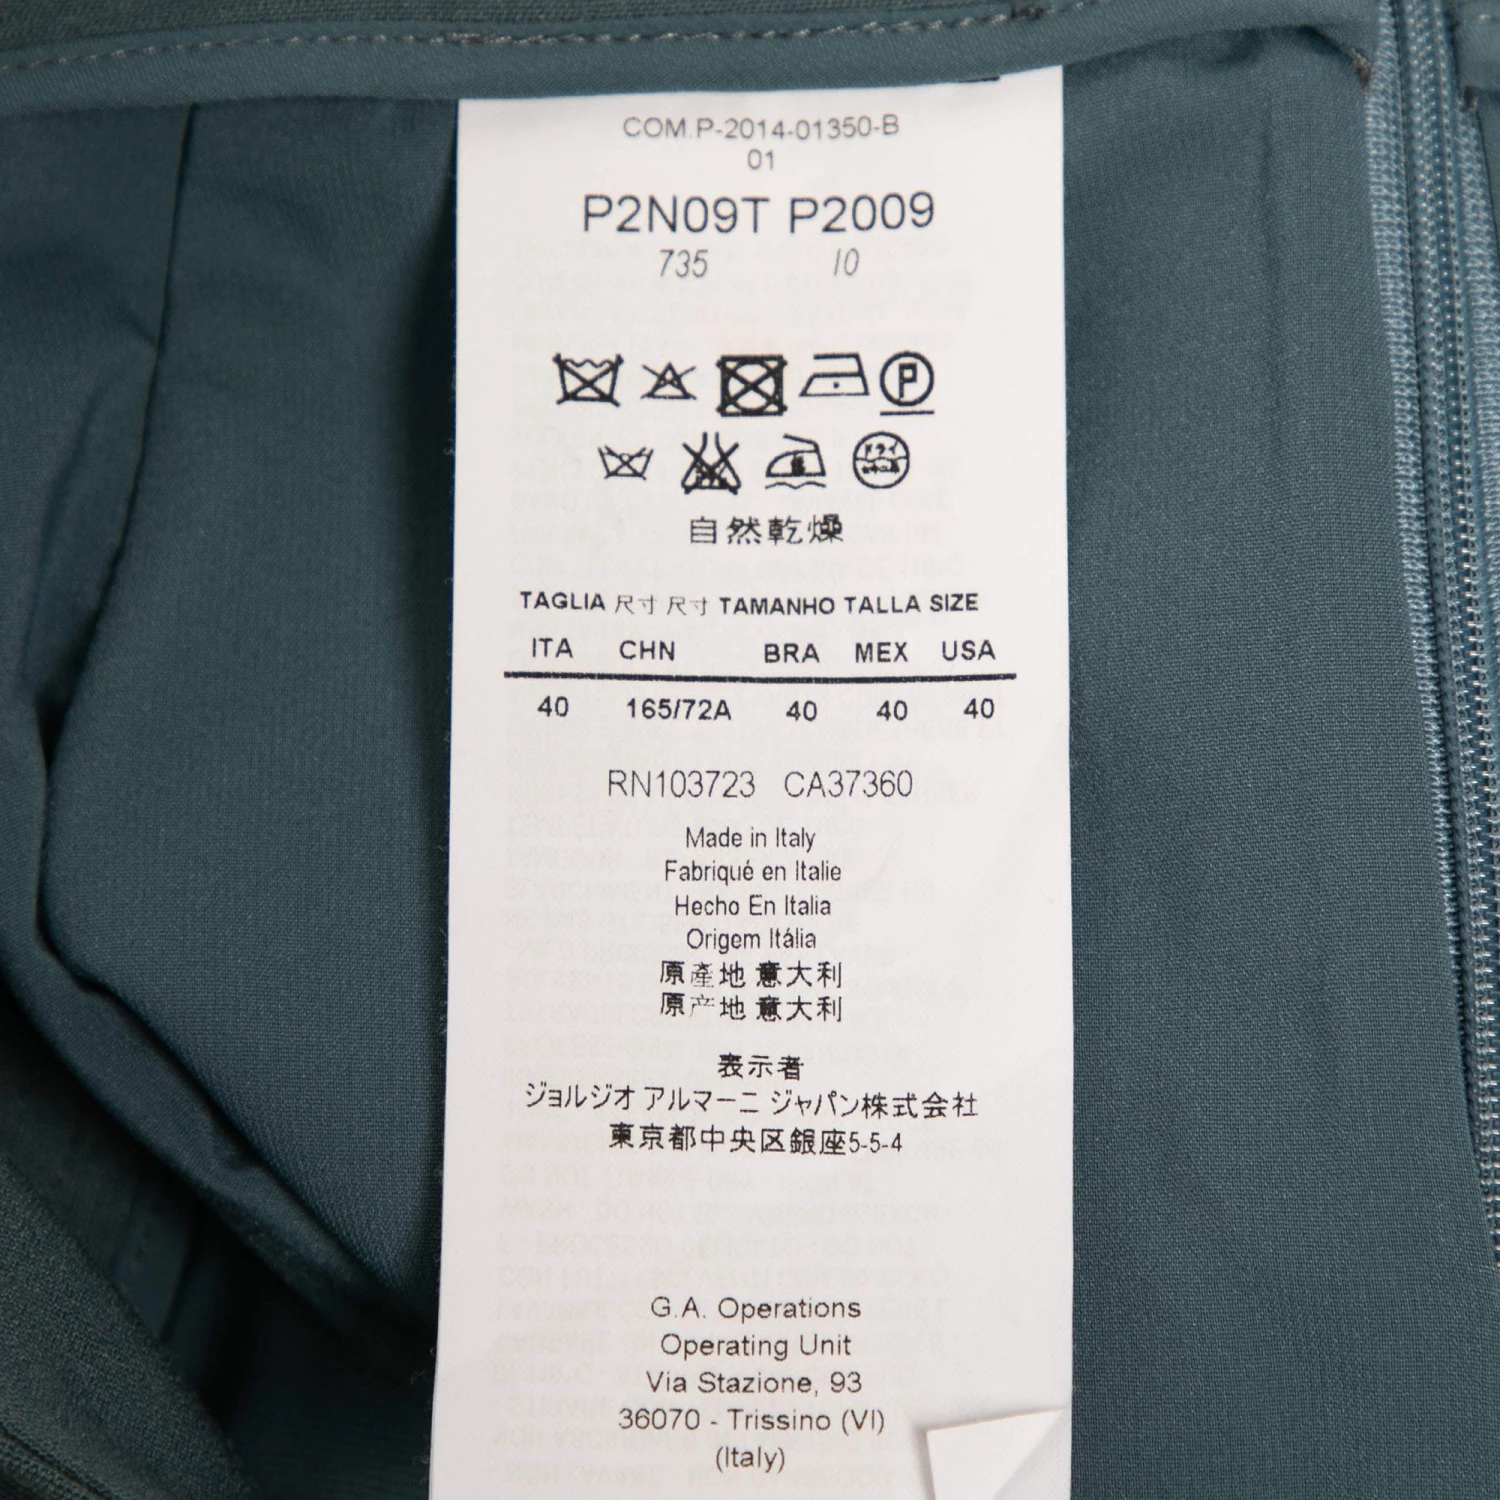 COM.P-2014-01350-B
01
P2N09T P2009
735 10
P
ドライ
自然乾燥
TAGLIA 尺寸 尺寸 TAMANHO TALLA SIZE
ITA CHN BRA MEX USA
40 165/72A 40 40 40
RN103723 CA37360
Made in Italy
Fabriqué en Italie
Hecho En Italia
Origem Itália
原產地 意大利
原产地 意大利
表示者
ジョルジオ アルマーニ ジャパン株式会社
東京都中央区銀座5-5-4
G.A. Operations
Operating Unit
Via Stazione, 93
36070 - Trissino (VI)
(Italy)